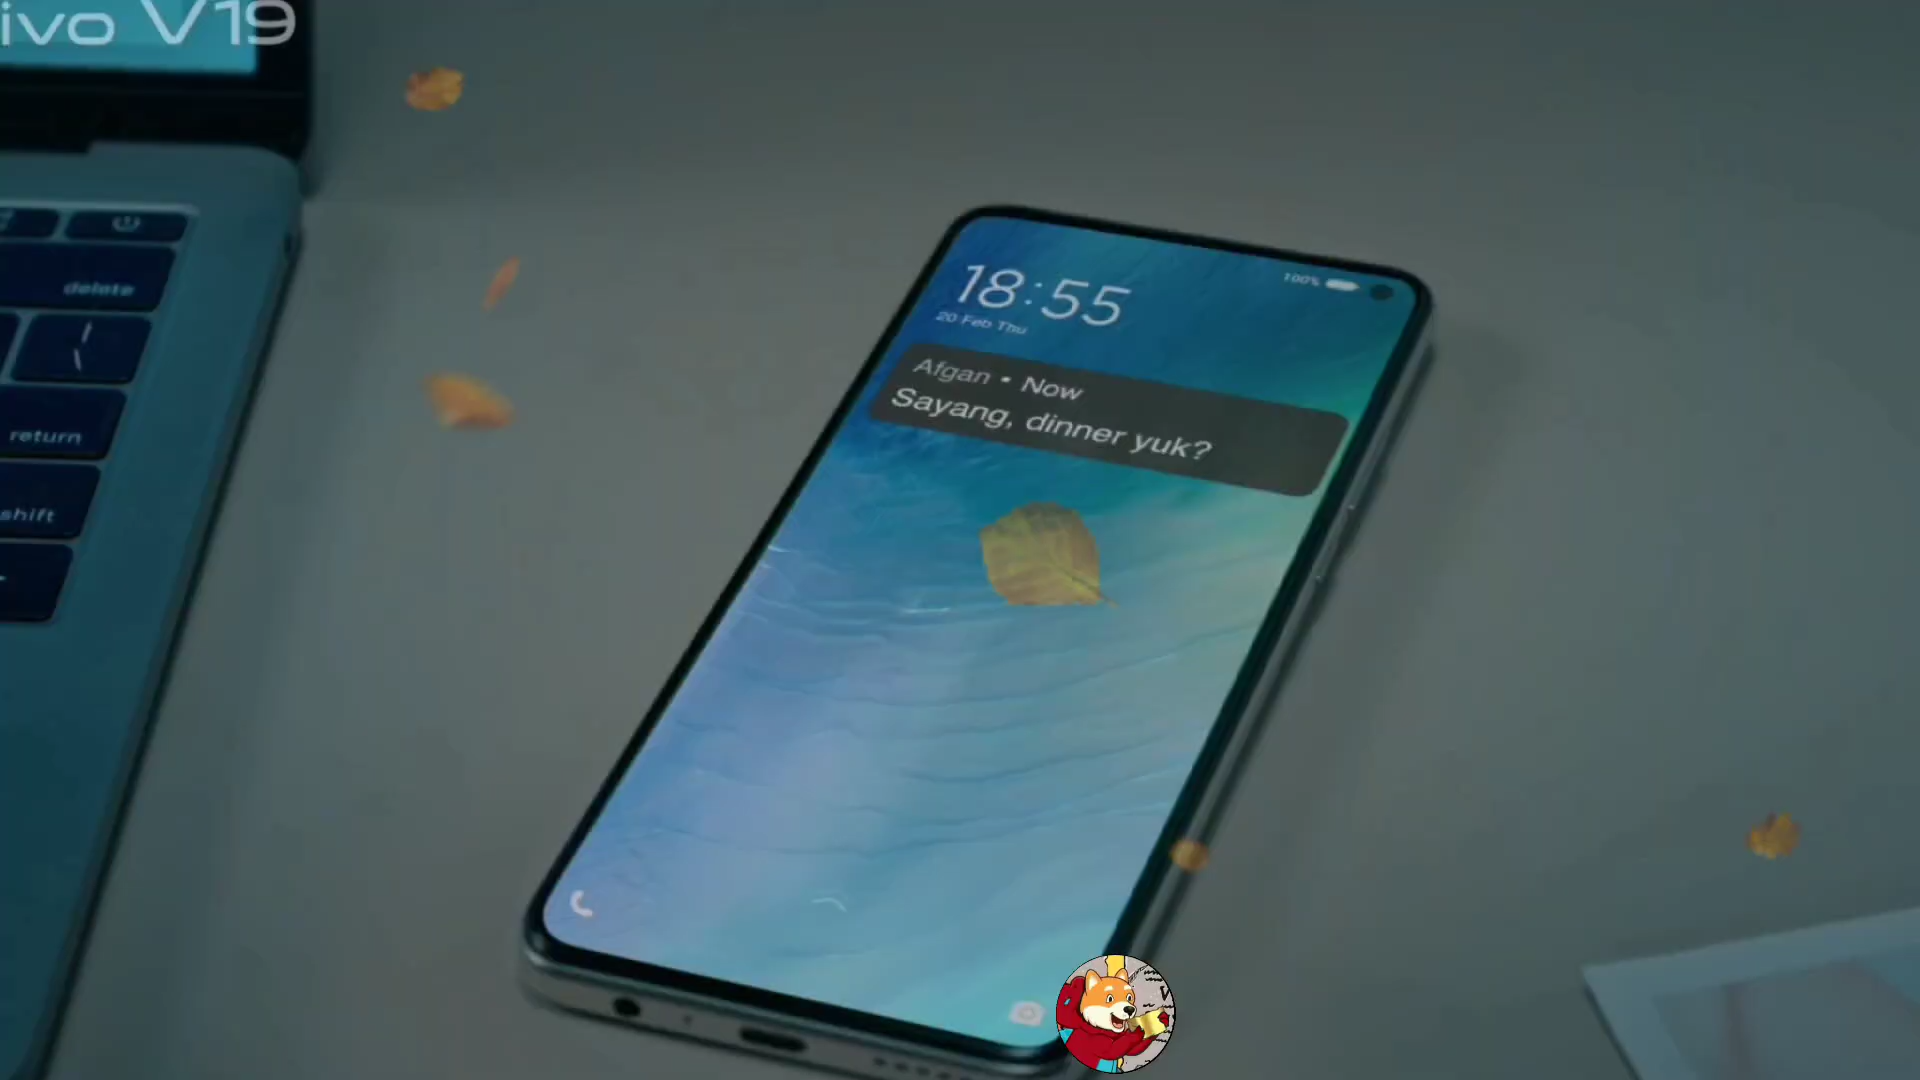 ivo V19
delete
return
shift
100%
18:55
20 Feb Thu
Afgan • Now
Sayang, dinner yuk?